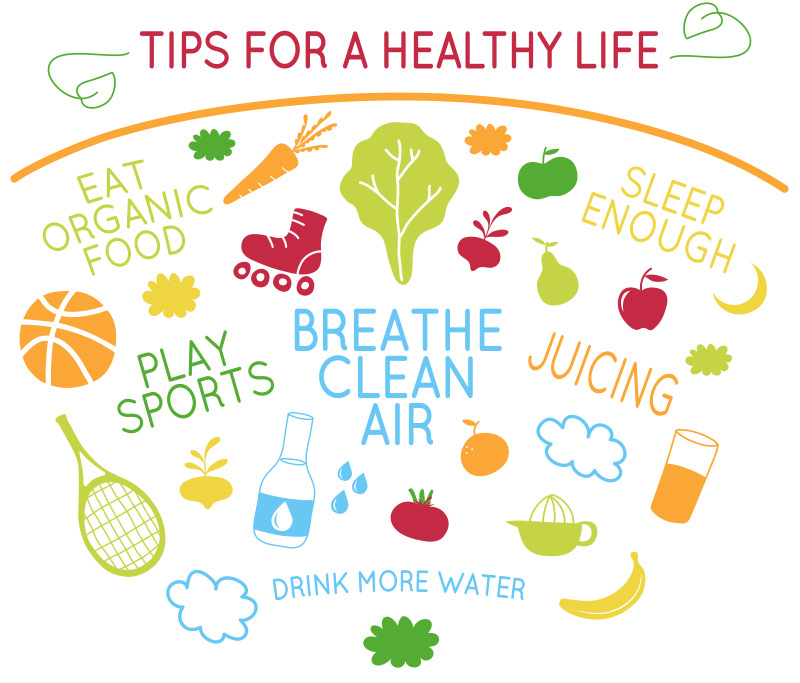 TIPS FOR A HEALTHY LIFE
EAT
ORGANIC
FOOD
SLEEP
ENOUGH
BREATHE
CLEAN
AIR
PLAY
SPORTS
JUICING
DRINK MORE WATER